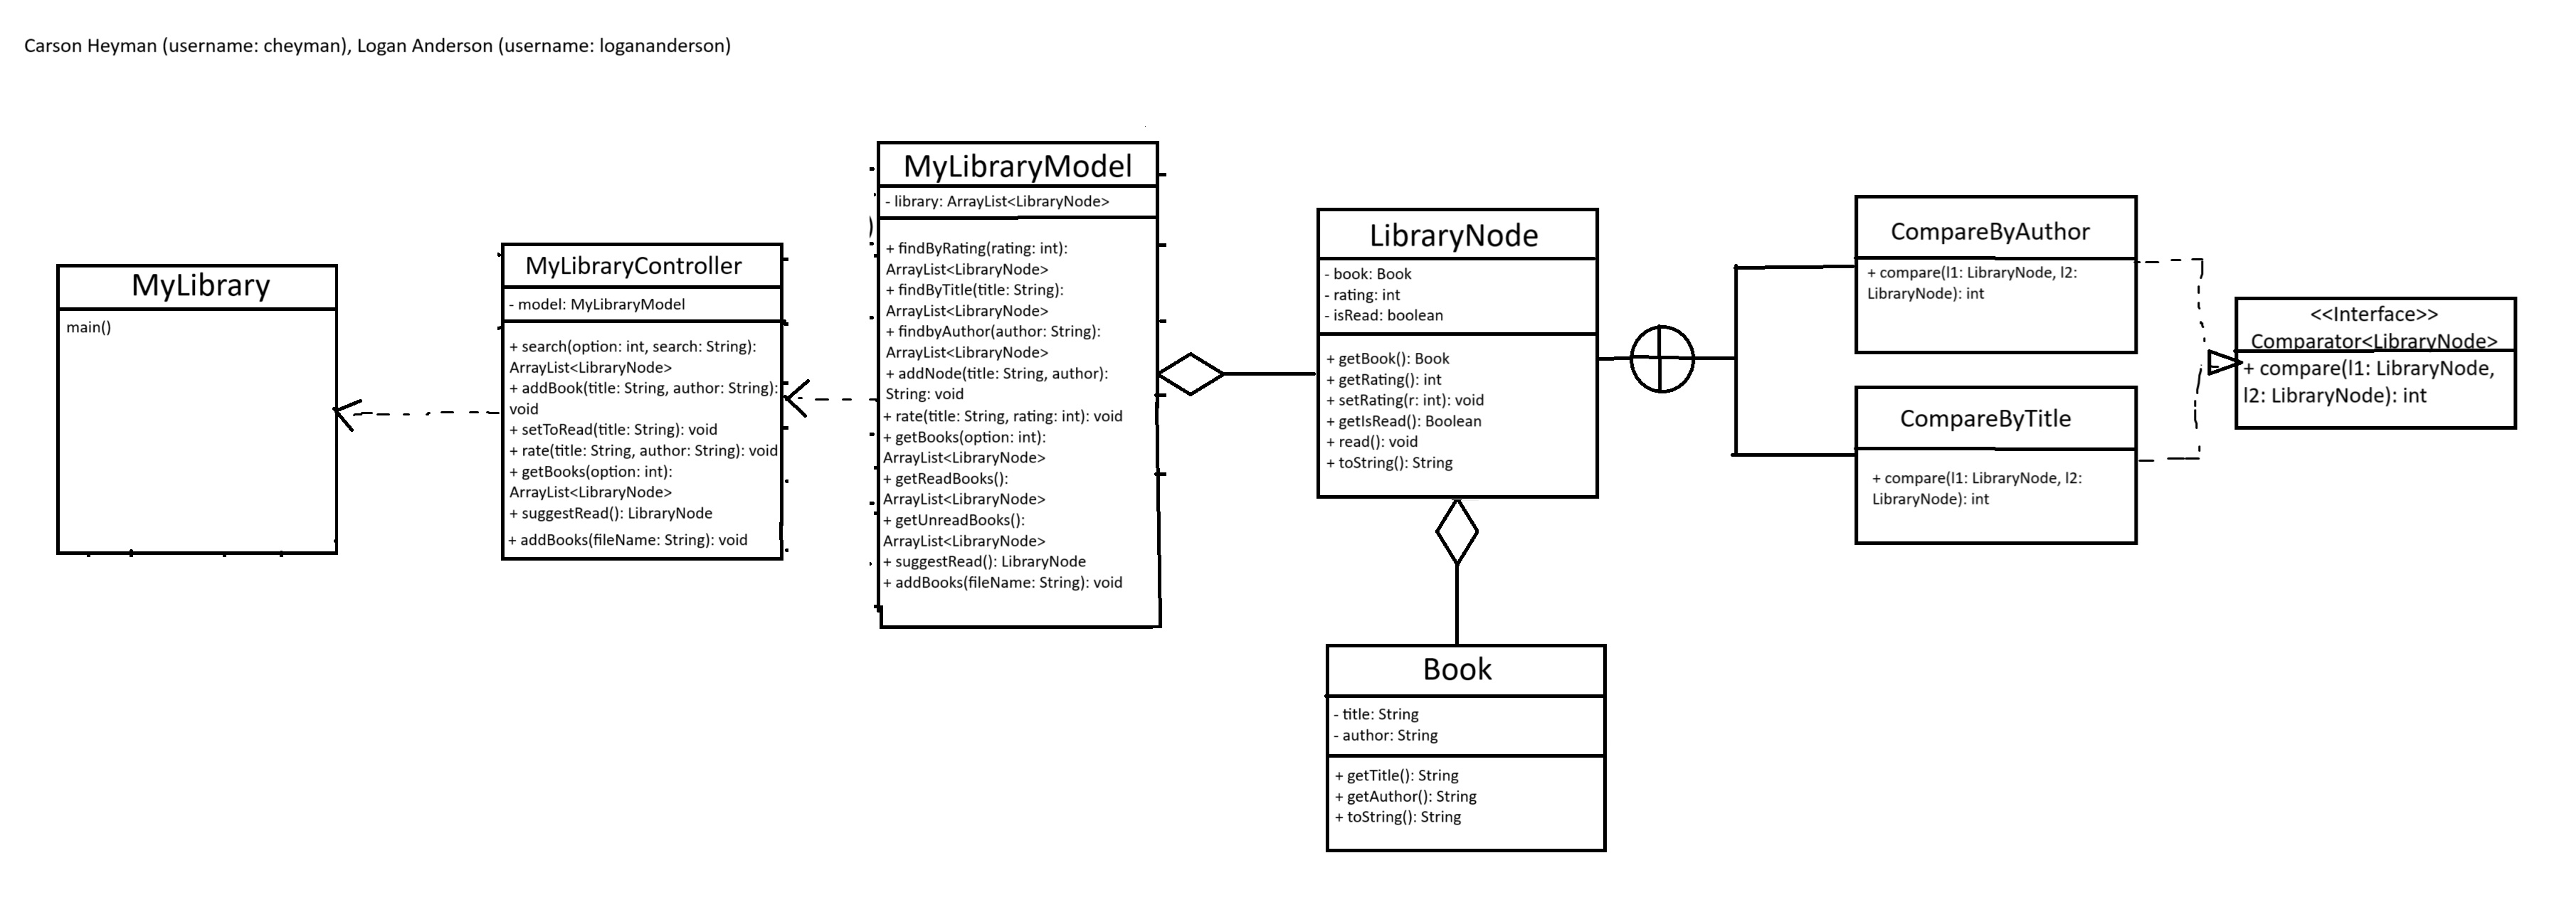 Carson Heyman (username: cheyman), Logan Anderson (username: logananderson)
MyLibrary
main()
MyLibraryController
- model: MyLibraryModel
+ search(option: int, search: String):
ArrayList<LibraryNode>
+ addBook(title: String, author: String):
void
+ setToRead(title: String): void
+ rate(title: String, author: String): void
+ getBooks(option: int):
ArrayList<LibraryNode>
+ suggestRead(): LibraryNode
+ addBooks(fileName: String): void
MyLibraryModel
- library: ArrayList<LibraryNode>
+ findByRating(rating: int):
ArrayList<LibraryNode>
+ findByTitle(title: String):
ArrayList<LibraryNode>
+ findbyAuthor(author: String):
ArrayList<LibraryNode>
+ addNode(title: String, author):
String: void
+ rate(title: String, rating: int): void
+ getBooks(option: int):
ArrayList<LibraryNode>
+ getReadBooks():
ArrayList<LibraryNode>
+ getUnreadBooks():
ArrayList<LibraryNode>
+ suggestRead(): LibraryNode
+ addBooks(fileName: String): void
LibraryNode
- book: Book
- rating: int
- isRead: boolean
+ getBook(): Book
+ getRating(): int
+ setRating(r: int): void
+ getIsRead(): Boolean
+ read(): void
+ toString(): String
Book
- title: String
- author: String
+ getTitle(): String
+ getAuthor(): String
+ toString(): String
CompareByAuthor
+ compare(l1: LibraryNode, l2:
LibraryNode): int
CompareByTitle
+ compare(l1: LibraryNode, l2:
LibraryNode): int
<<Interface>>
Comparator<LibraryNode>
+ compare(l1: LibraryNode,
l2: LibraryNode): int